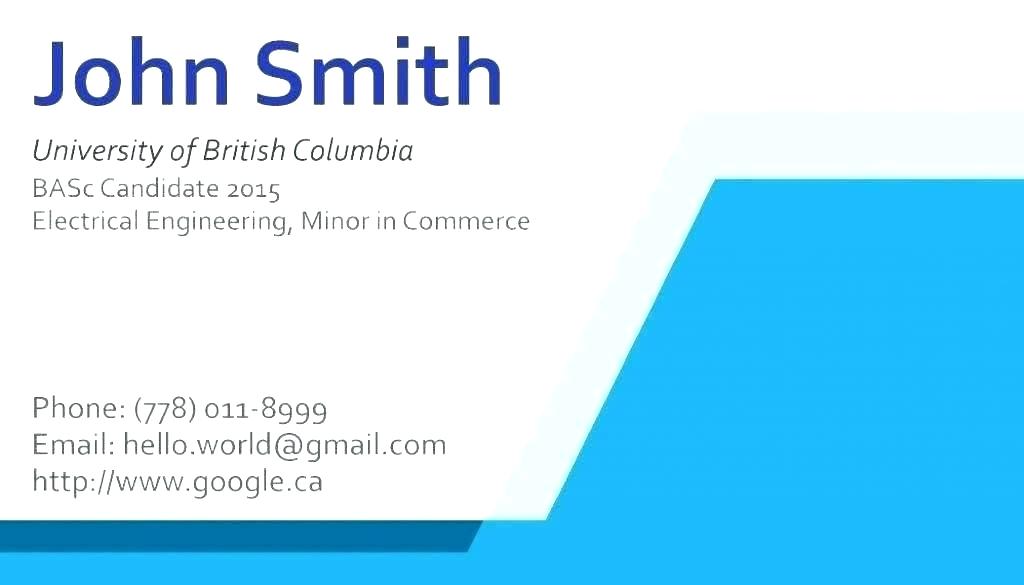 John Smith
University of British Columbia
BASc Candidate 2015
Electrical Engineering, Minor in Commerce
Phone: (778) 011-8999
Email: hello.world@gmail.com
http://www.google.ca